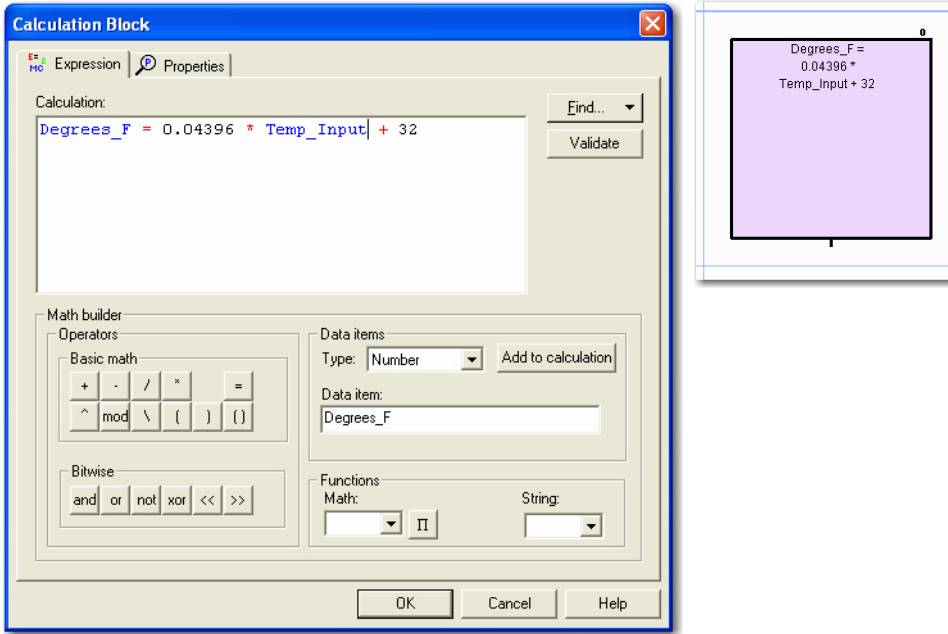 Calculation Block
E=
MC 2
Expression
P
Properties
Calculation:
Degrees_F = 0.04396 * Temp_Input + 32
Find...
Validate
Math builder
Operators
Basic math
+ - / * =
^ mod \ ( ) ()
Bitwise
and or not xor << >>
Data items
Type: Number
Add to calculation
Data item:
Degrees_F
Functions
Math:
String:
Π
OK Cancel Help
0
Degrees_F =
0.04396 *
Temp_Input + 32